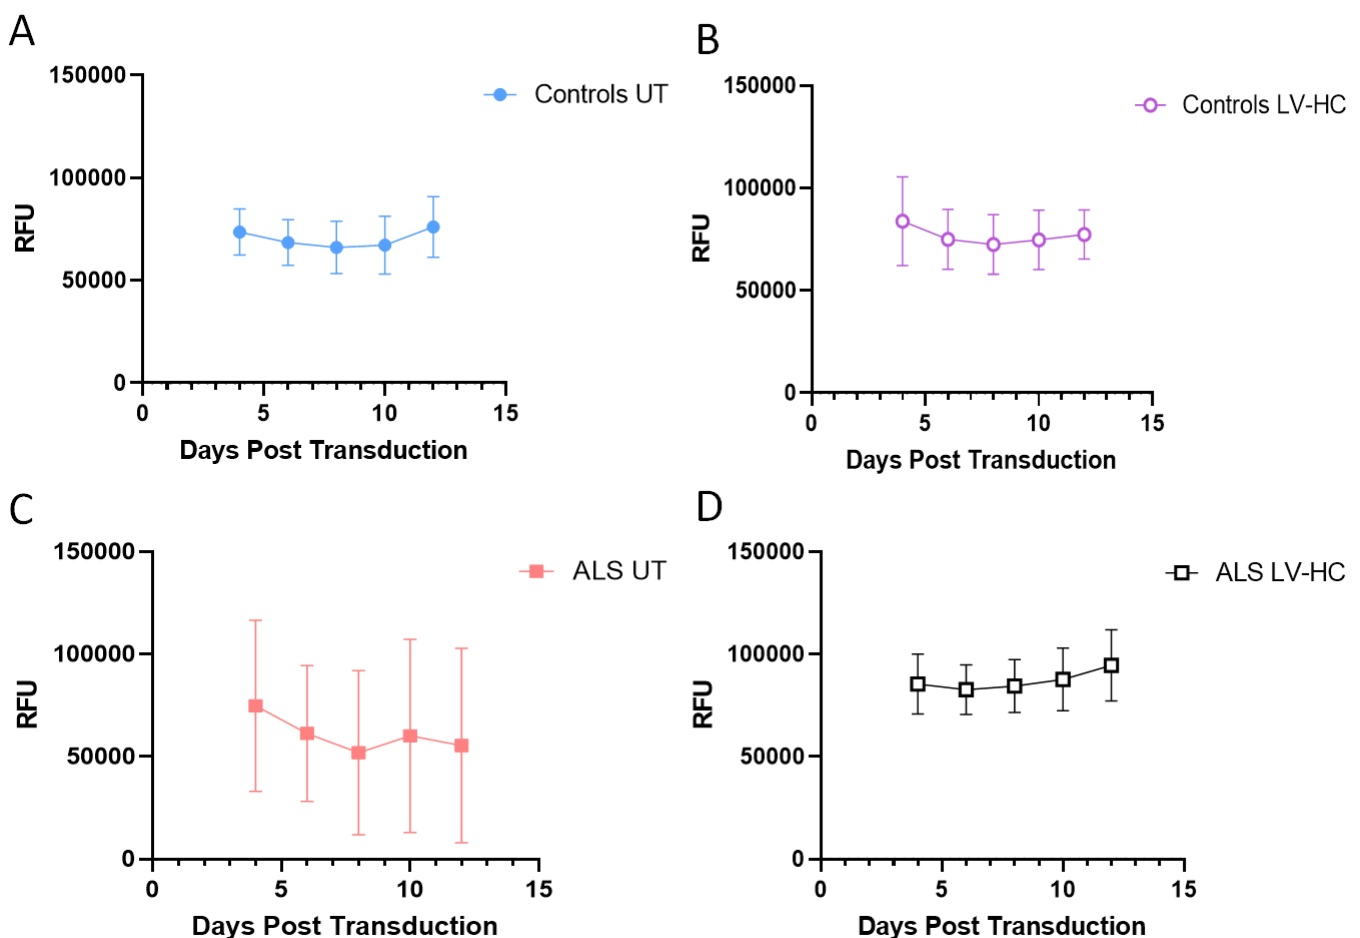 A
150000
100000
50000
0
RFU
0 5 10 15
Days Post Transduction
Controls UT
B
150000
100000
50000
0
RFU
0 5 10 15
Days Post Transduction
Controls LV-HC
C
150000
100000
50000
0
RFU
0 5 10 15
Days Post Transduction
ALS UT
D
150000
100000
50000
0
RFU
0 5 10 15
Days Post Transduction
ALS LV-HC